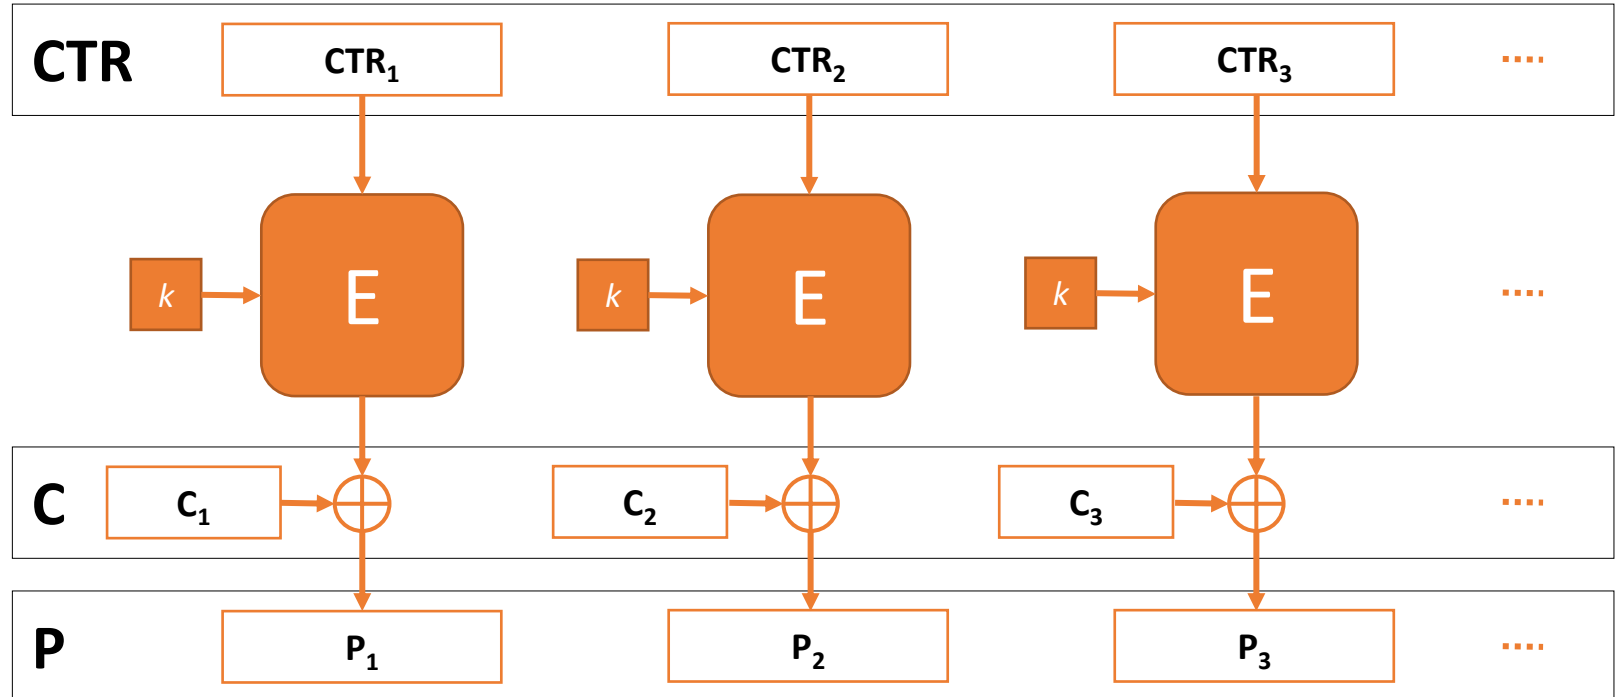 CTR CTR₁ CTR₂ CTR₃ ....
k E k E k E ....
C C₁ C₂ C₃ ....
P P₁ P₂ P₃ ....